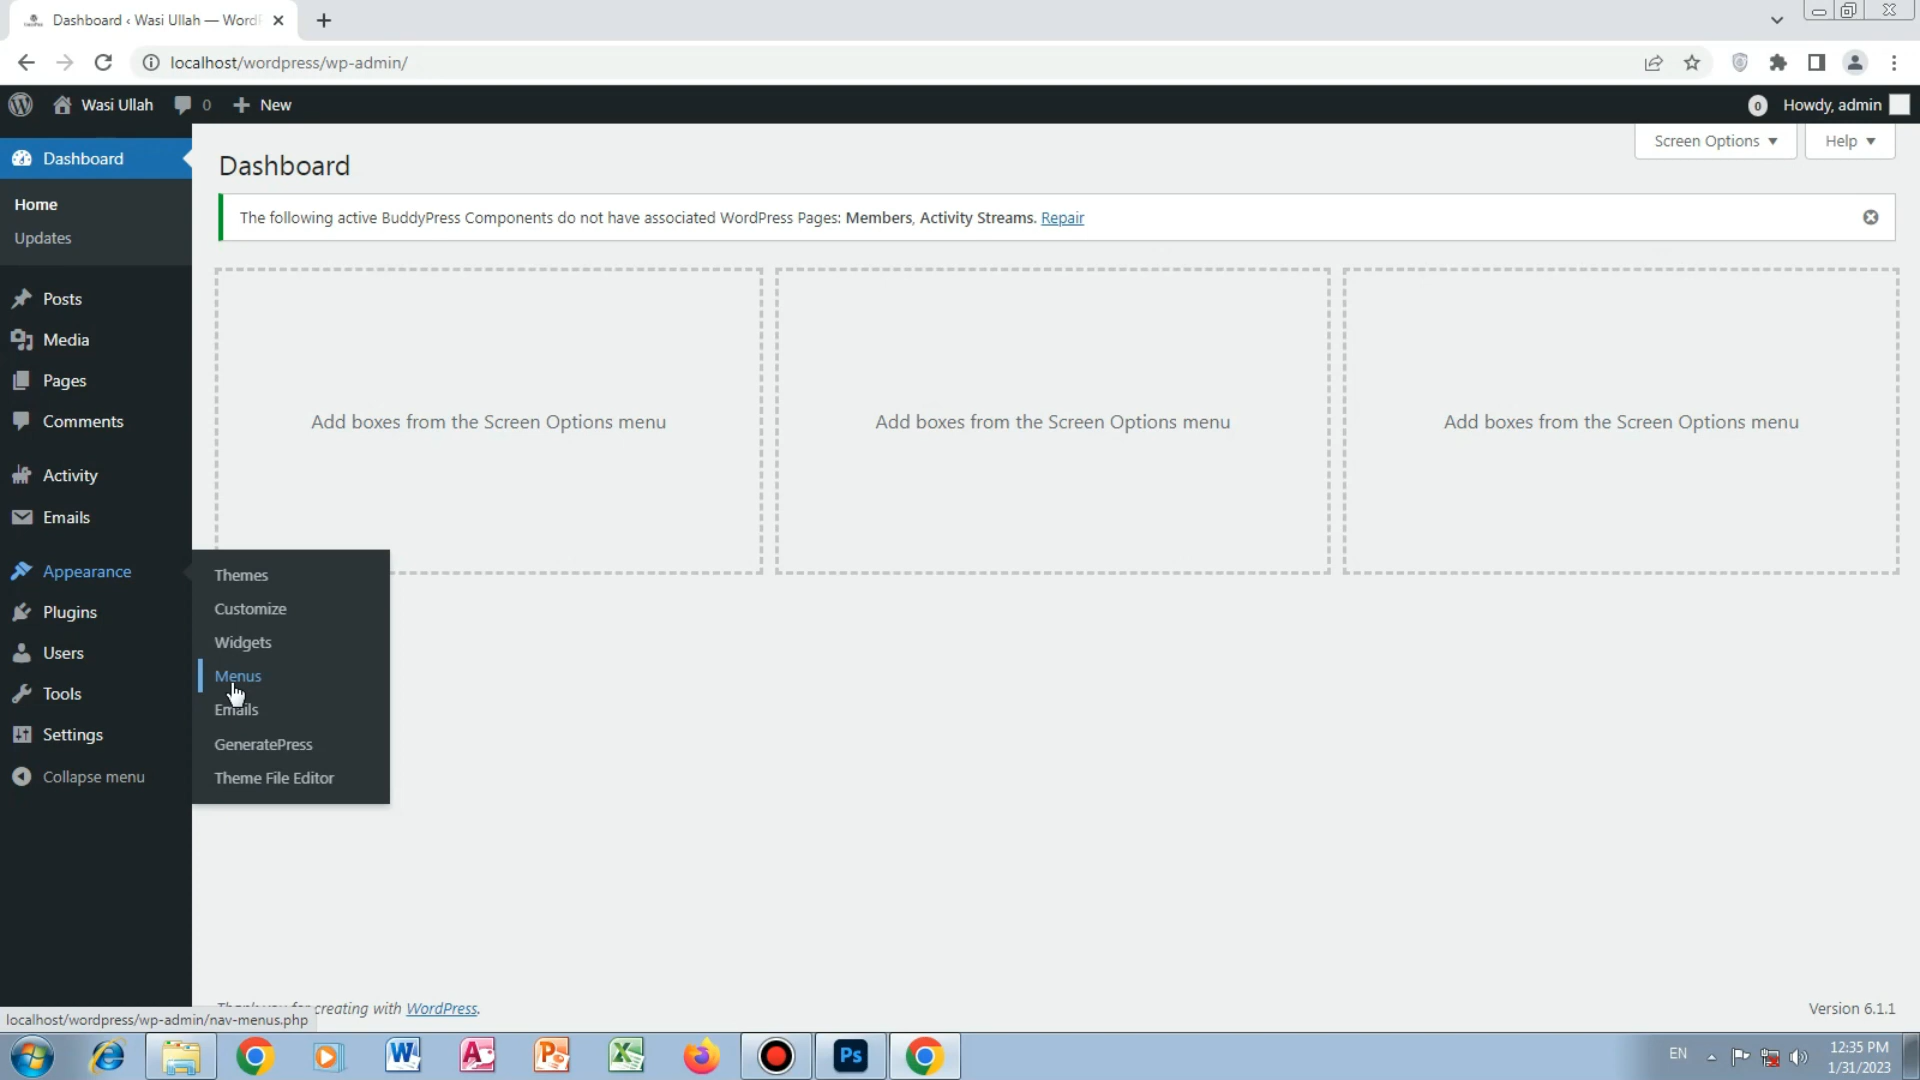 Dashboard ‹ Wasi Ullah — WordP
localhost/wordpress/wp-admin/
Wasi Ullah 0 New
0 Howdy, admin
Screen Options Help
Dashboard
Home
Updates
Posts
Media
Pages
Comments
Activity
Emails
Appearance
Plugins
Users
Tools
Settings
Collapse menu
Dashboard
The following active BuddyPress Components do not have associated WordPress Pages: Members, Activity Streams. Repair
Add boxes from the Screen Options menu
Add boxes from the Screen Options menu
Add boxes from the Screen Options menu
Themes
Customize
Widgets
Menus
Emails
GeneratePress
Theme File Editor
Thank you for creating with WordPress.
Version 6.1.1
localhost/wordpress/wp-admin/nav-menus.php
W
A
P
X
Ps
EN
12:35 PM
1/31/2023